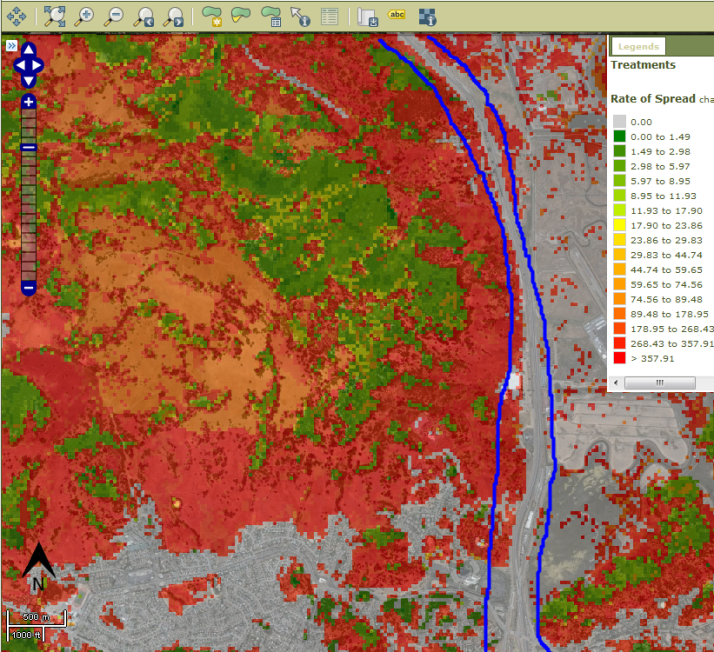 abc
Legends
Treatments
Rate of Spread cha
0.00
0.00 to 1.49
1.49 to 2.98
2.98 to 5.97
5.97 to 8.95
8.95 to 11.93
11.93 to 17.90
17.90 to 23.86
23.86 to 29.83
29.83 to 44.74
44.74 to 59.65
59.65 to 74.56
74.56 to 89.48
89.48 to 178.95
178.95 to 268.43
268.43 to 357.91
> 357.91
N
500 m
1000 ft